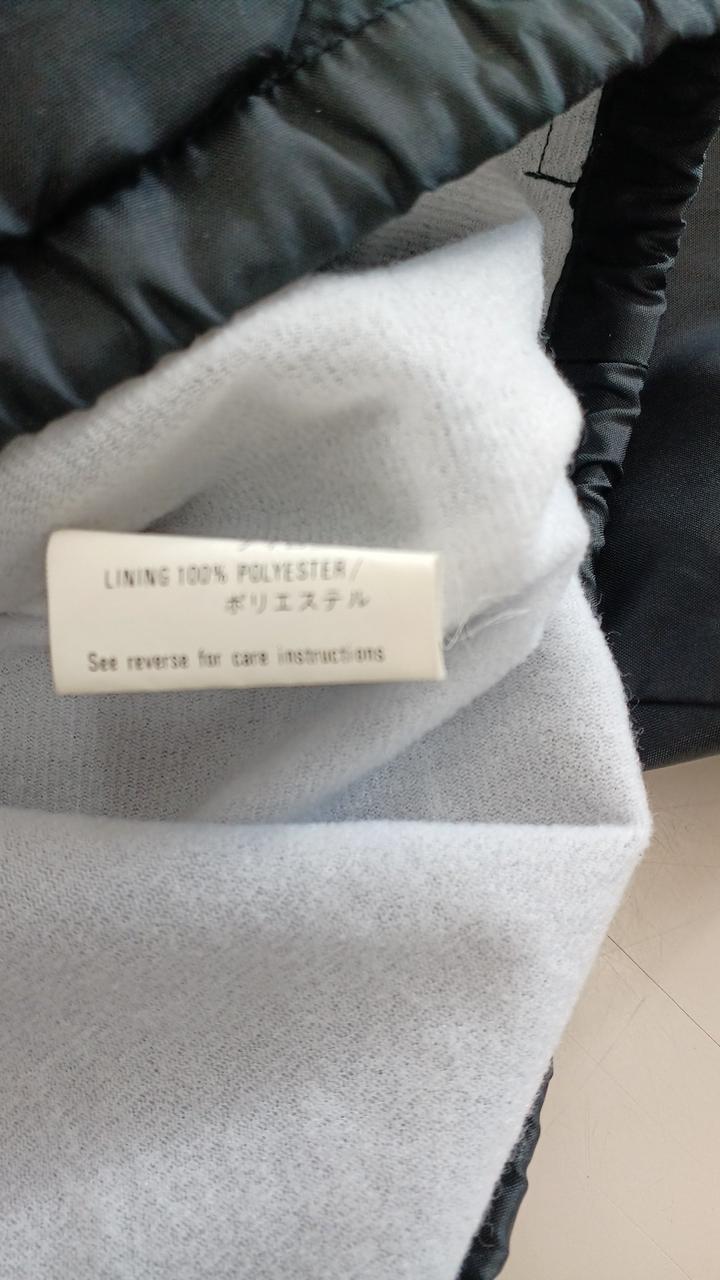 LINING 100% POLYESTER/
ポリエステル
See reverse for care instructions